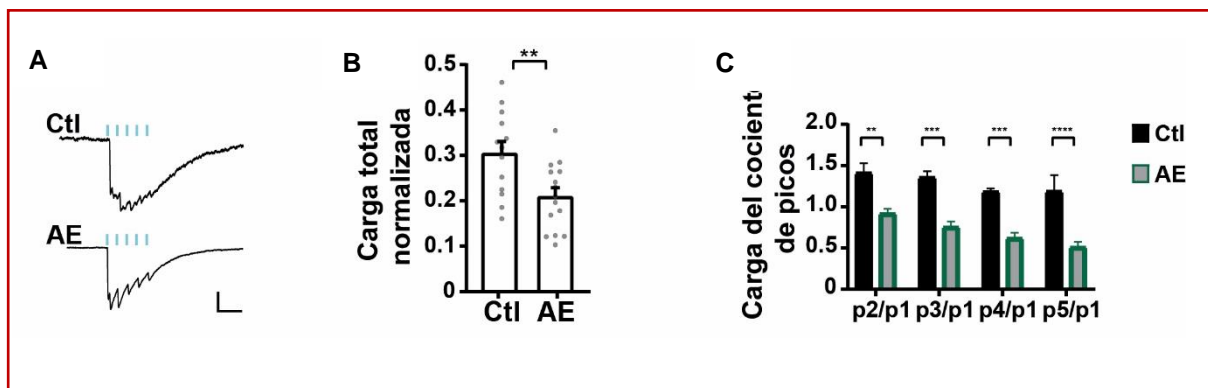 A
Ctl
AE
B
Carga total
normalizada
0.5
0.4
0.3
0.2
0.1
0
**
Ctl
AE
C
Carga del cocient
de picos
2.0
1.5
1.0
0.5
0
**
***
***
****
p2/p1
p3/p1
p4/p1
p5/p1
Ctl
AE